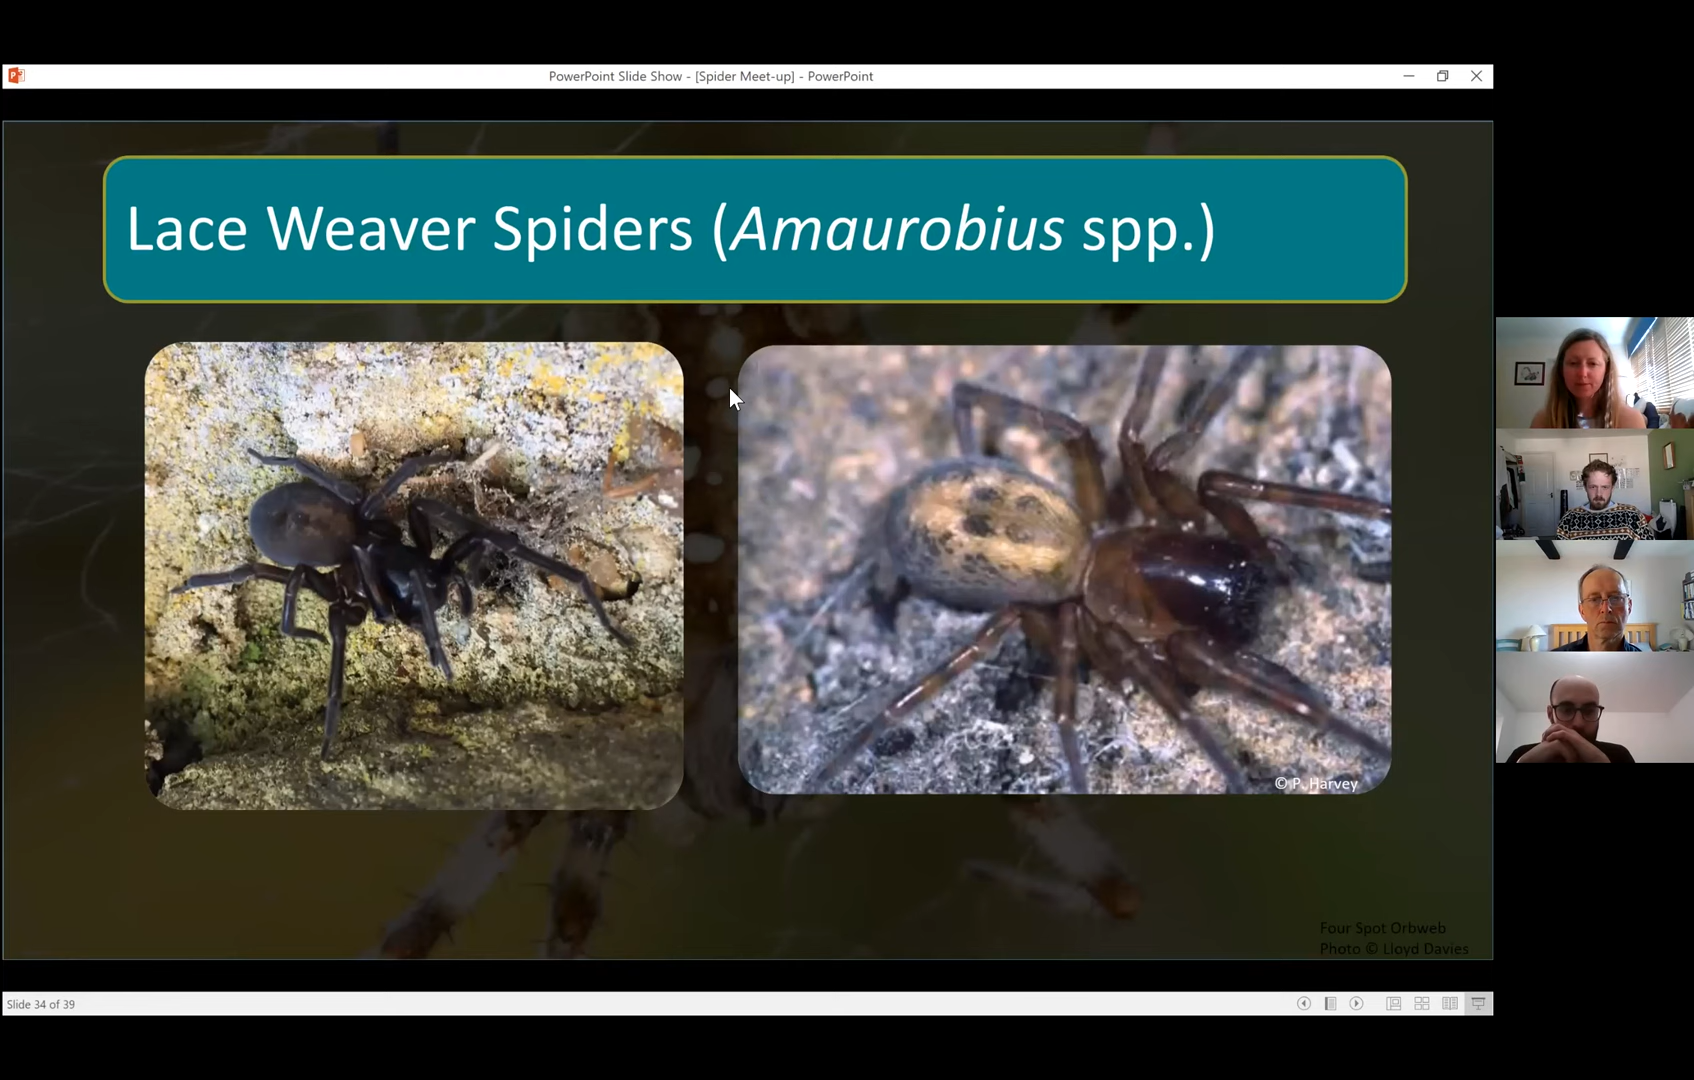 PowerPoint Slide Show - [Spider Meet-up] - PowerPoint
Lace Weaver Spiders (Amaurobius spp.)
© P. Harvey
Four Spot Orbweb
Photo © Lloyd Davies
Slide 34 of 39